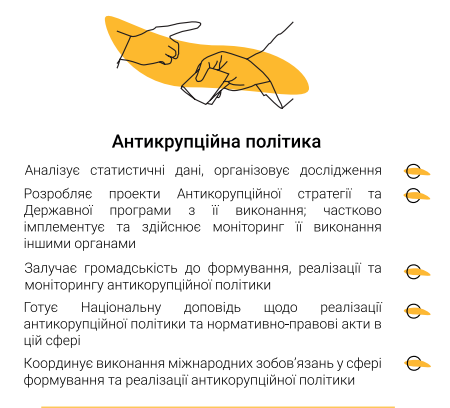 Антикрупційна політика
Аналізує статистичні дані, організовує дослідження
Розробляє проекти Антикорупційної стратегії та
Державної програми з її виконання; частково
імплементує та здійснює моніторинг її виконання
іншими органами
Залучає громадськість до формування, реалізації та
моніторингу антикорупційної політики
Готує Національну доповідь щодо реалізації
антикорупційної політики та нормативно-правові акти в
цій сфері
Координує виконання міжнародних зобов'язань у сфері
формування та реалізації антикорупційної політики